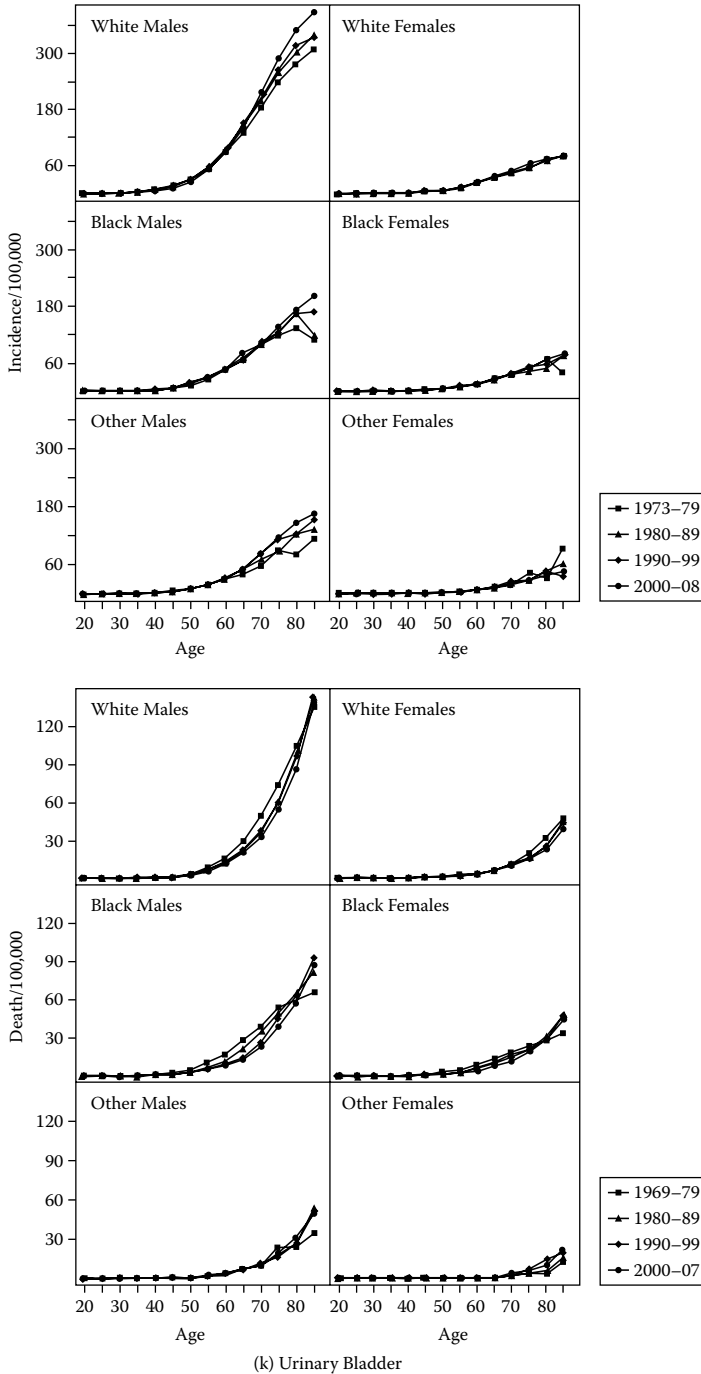 White Males
White Females
300
180
60
Black Males
Black Females
300
180
60
Incidence/100,000
Other Males
Other Females
300
180
60
20 30 40 50 60 70 80
20 30 40 50 60 70 80
Age
Age
1973–79
1980–89
1990–99
2000–08
White Males
White Females
120
90
60
30
Black Males
Black Females
120
90
60
30
Death/100,000
Other Males
Other Females
120
90
60
30
20 30 40 50 60 70 80
20 30 40 50 60 70 80
Age
Age
1969–79
1980–89
1990–99
2000–07
(k) Urinary Bladder